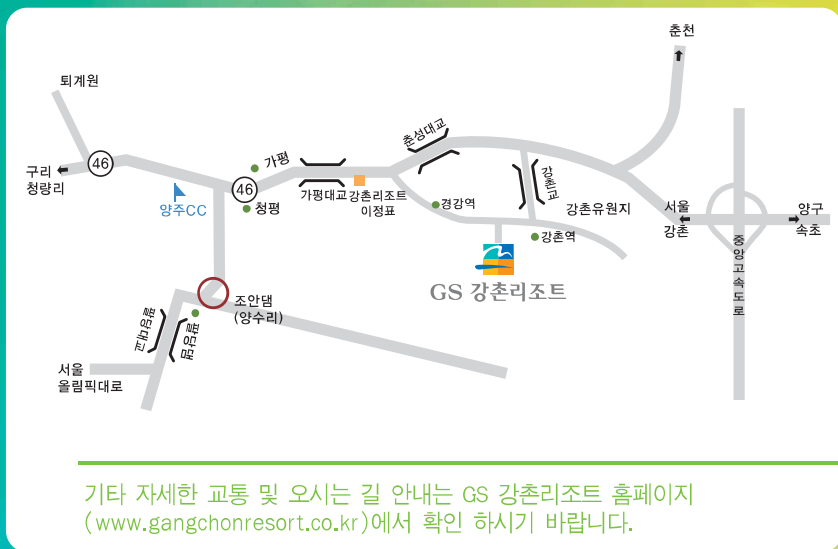 춘천
퇴계원
46
구리
청량리
양주CC
46
가평
청평
가평대교
강촌리조트
이정표
춘성대교
경강역
강촌교
강촌유원지
강촌역
서울
강촌
양구
속초
중앙고속도로
GS 강촌리조트
조안댐
(양수리)
팔당대교
팔당댐
서울
올림픽대로
기타 자세한 교통 및 오시는 길 안내는 GS 강촌리조트 홈페이지
(www.gangchonresort.co.kr)에서 확인 하시기 바랍니다.